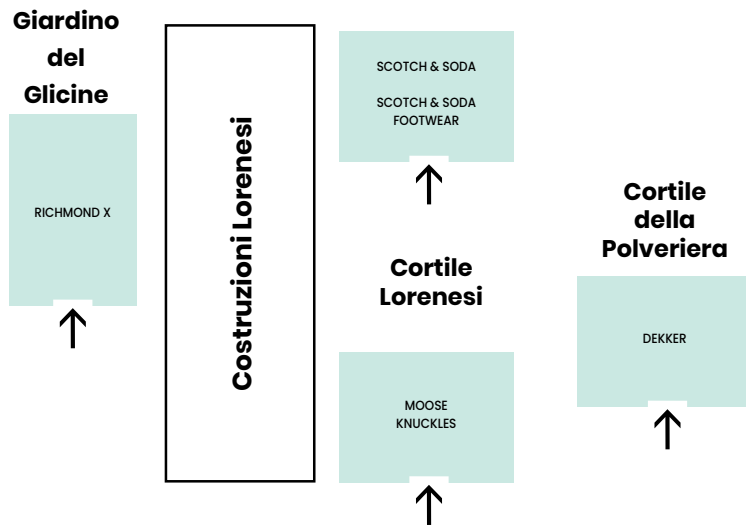 Giardino
del
Glicine
RICHMOND X
Costruzioni Lorenesi
SCOTCH & SODA
SCOTCH & SODA
FOOTWEAR
Cortile
Lorenesi
MOOSE
KNUCKLES
Cortile
della
Polveriera
DEKKER